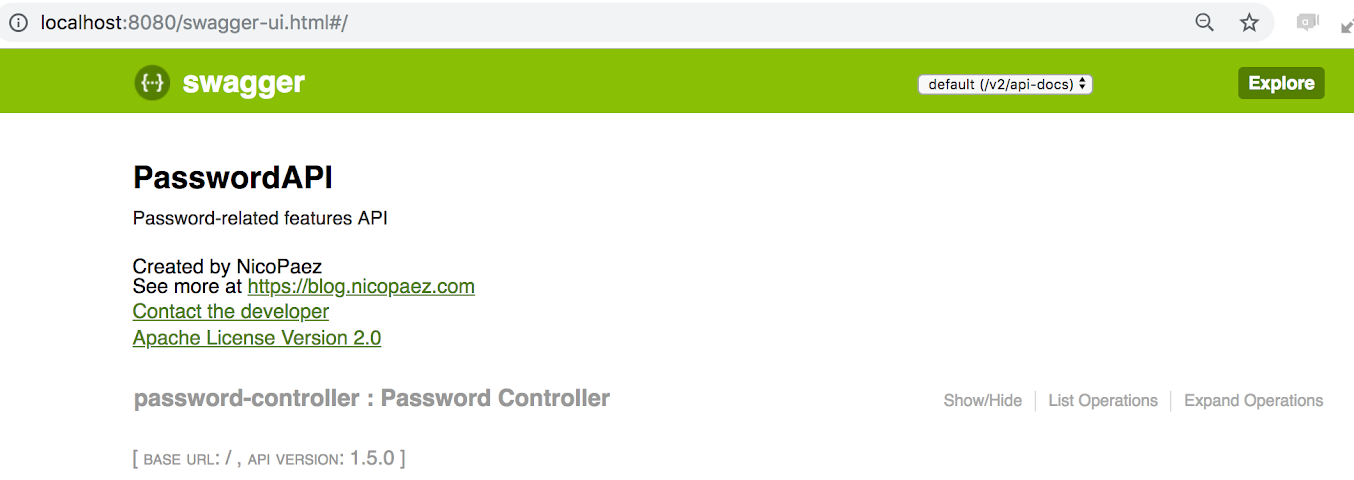 localhost:8080/swagger-ui.html#/
{···} swagger default (/v2/api-docs) Explore
PasswordAPI
Password-related features API
Created by NicoPaez
See more at https://blog.nicopaez.com
Contact the developer
Apache License Version 2.0
password-controller : Password Controller Show/Hide List Operations Expand Operations
[ BASE URL: / , API VERSION: 1.5.0 ]